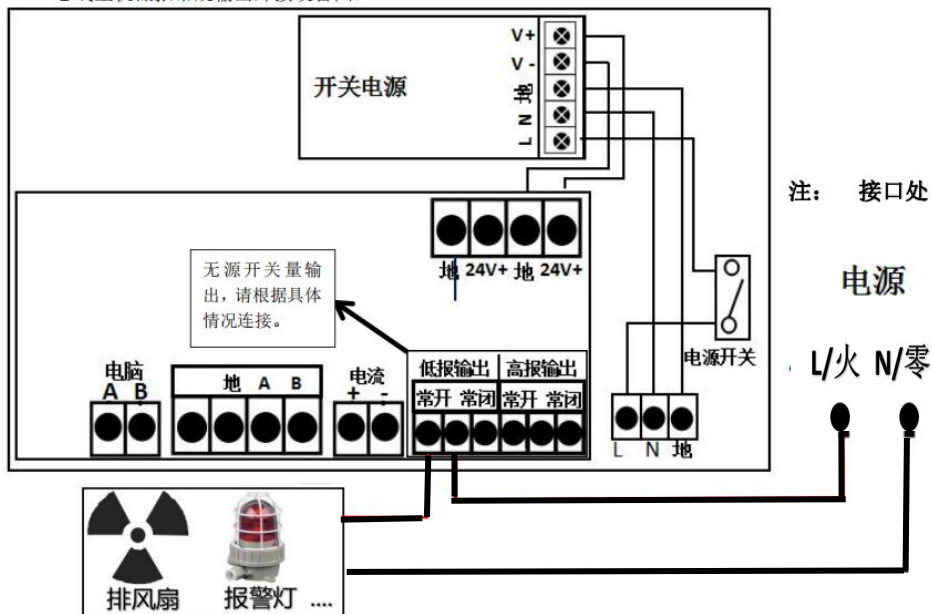 V+
V -
地
N
L
开关电源
注： 接口处
地 24V+ 地 24V+
无源开关量输
出，请根据具体
情况连接。
电源
电源开关
L/火 N/零
电脑
A B
地 A B
电流
+ -
低报输出 高报输出
常开 常闭 常开 常闭
L N 地
排风扇 报警灯 ....